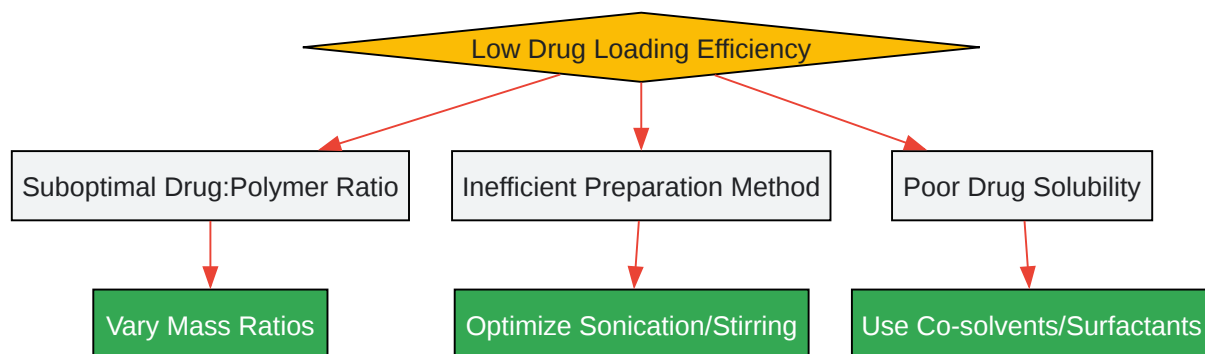 Low Drug Loading Efficiency
Suboptimal Drug:Polymer Ratio
Inefficient Preparation Method
Poor Drug Solubility
Vary Mass Ratios
Optimize Sonication/Stirring
Use Co-solvents/Surfactants